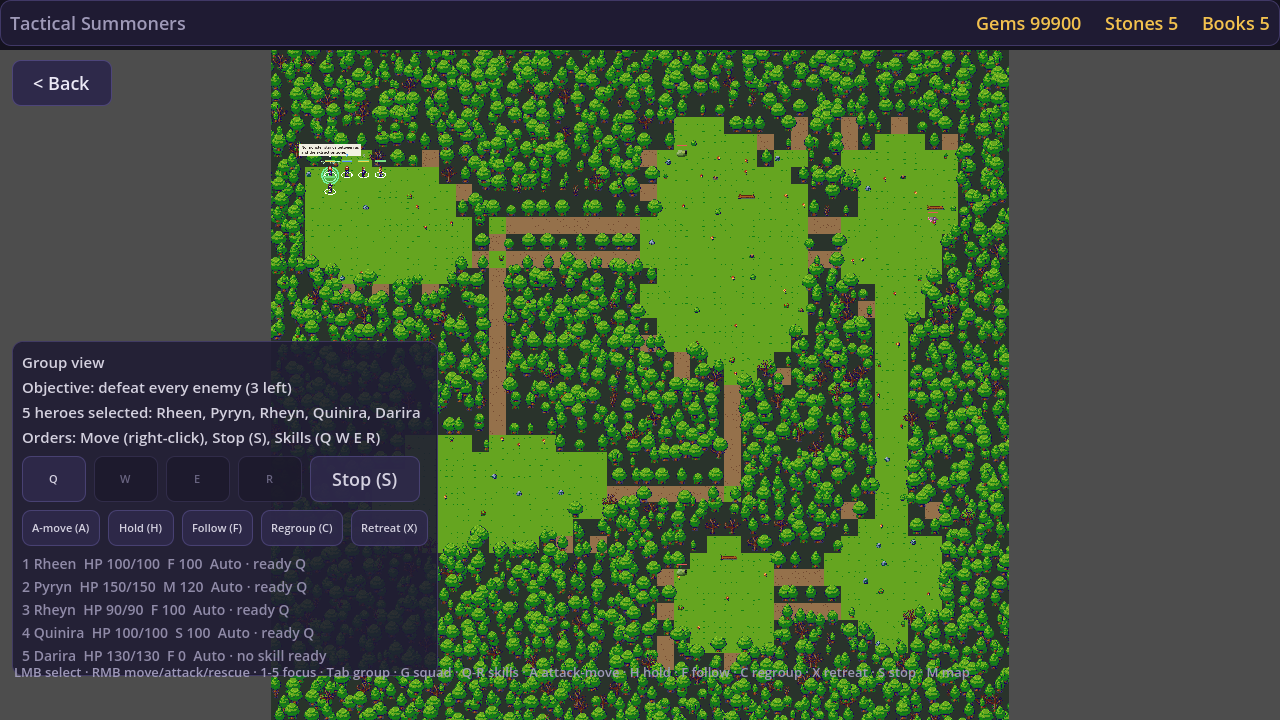 Tactical Summoners
Gems 99900 Stones 5 Books 5
< Back
Group view
Objective: defeat every enemy (3 left)
5 heroes selected: Rheen, Pyryn, Rheyn, Quinira, Darira
Orders: Move (right-click), Stop (S), Skills (Q W E R)
Q W E R Stop (S)
A-move (A) Hold (H) Follow (F) Regroup (C) Retreat (X)
1 Rheen HP 100/100 F 100 Auto · ready Q
2 Pyryn HP 150/150 M 120 Auto · ready Q
3 Rheyn HP 90/90 F 100 Auto · ready Q
4 Quinira HP 100/100 S 100 Auto · ready Q
5 Darira HP 130/130 F 0 Auto · no skill ready
LMB select · RMB move/attack/rescue · 1-5 focus · Tab group · G squad · Q-R skills · A attack-move · H hold · F follow · C regroup · X retreat · S stop · M map